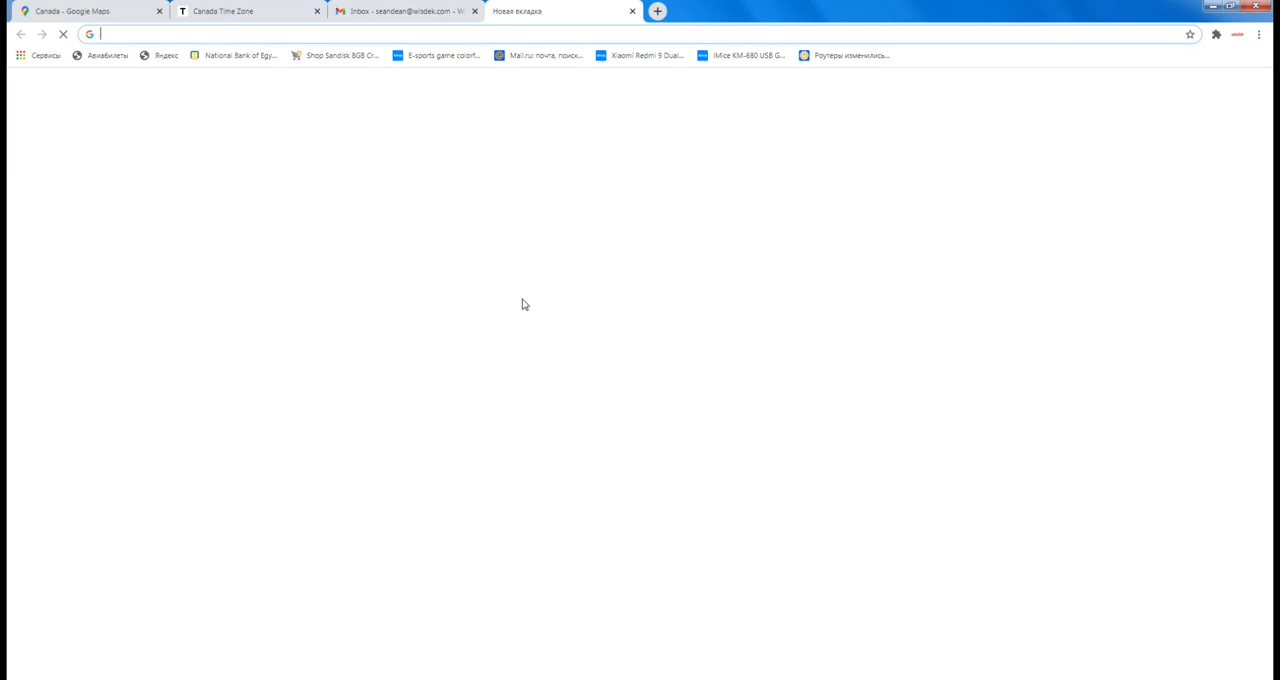 Canada - Google Maps
Canada Time Zone
Inbox - seandean@wisdek.com - W
Новая вкладка
Сервисы
Авиабилеты
Яндекс
National Bank of Egy...
Shop Sandisk 8GB Cr...
E-sports game colorf...
Mail.ru: почта, поиск...
Xiaomi Redmi 9 Dual...
iMice KM-680 USB G...
Роутеры изменились...